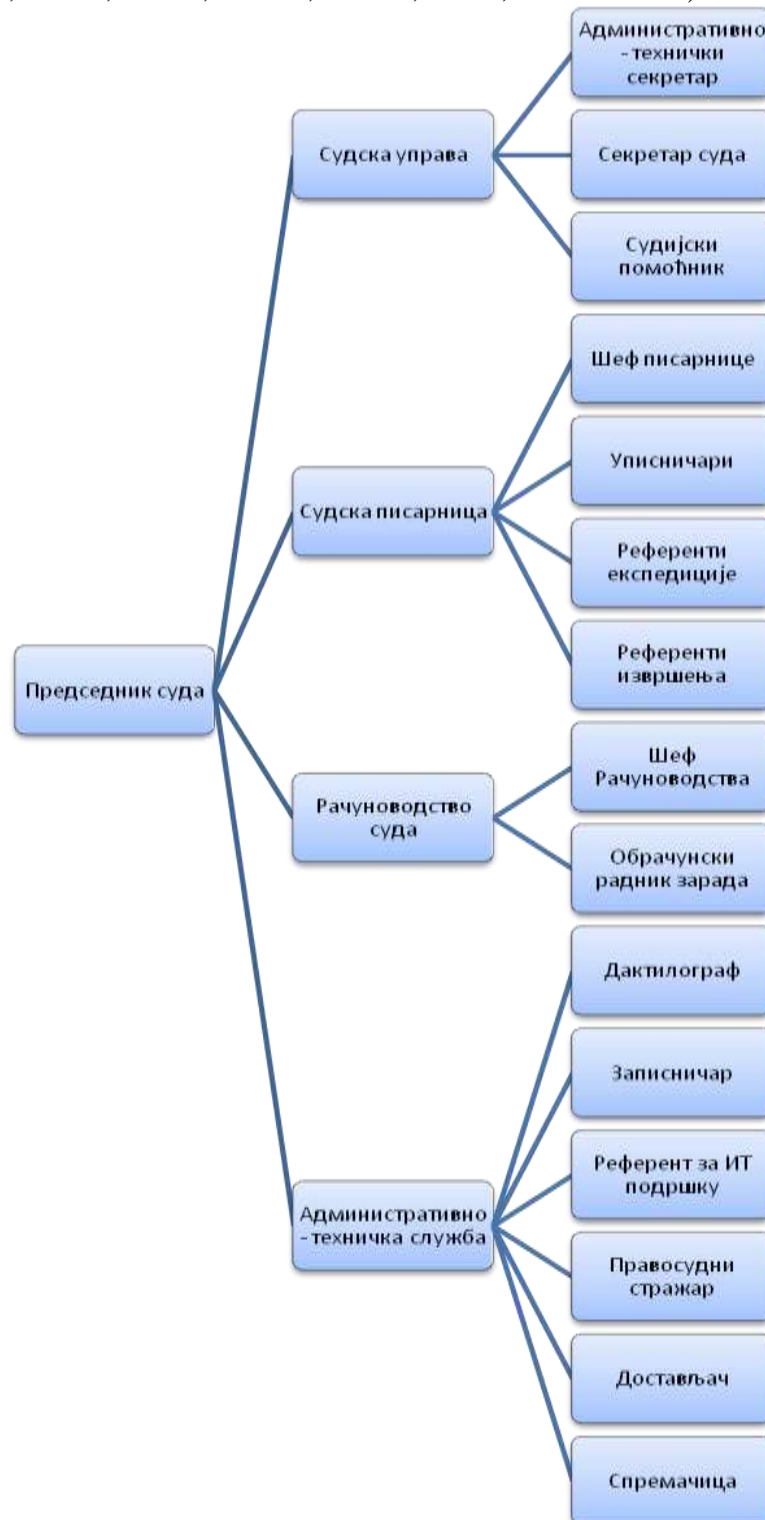 Административно
- технички
секретар
Судска управа
Секретар суда
Судијски
помоћник
Шеф писарнице
Уписничари
Судска писарница
Референти
експедиције
Референти
извршења
Председник суда
Шеф
Рачуноводства
Рачуноводство
суда
Обрачунски
радник зарада
Дактилограф
Записничар
Референт за ИТ
подршку
Административно
- техничка служба
Правосудни
стражар
Достављач
Спремачица